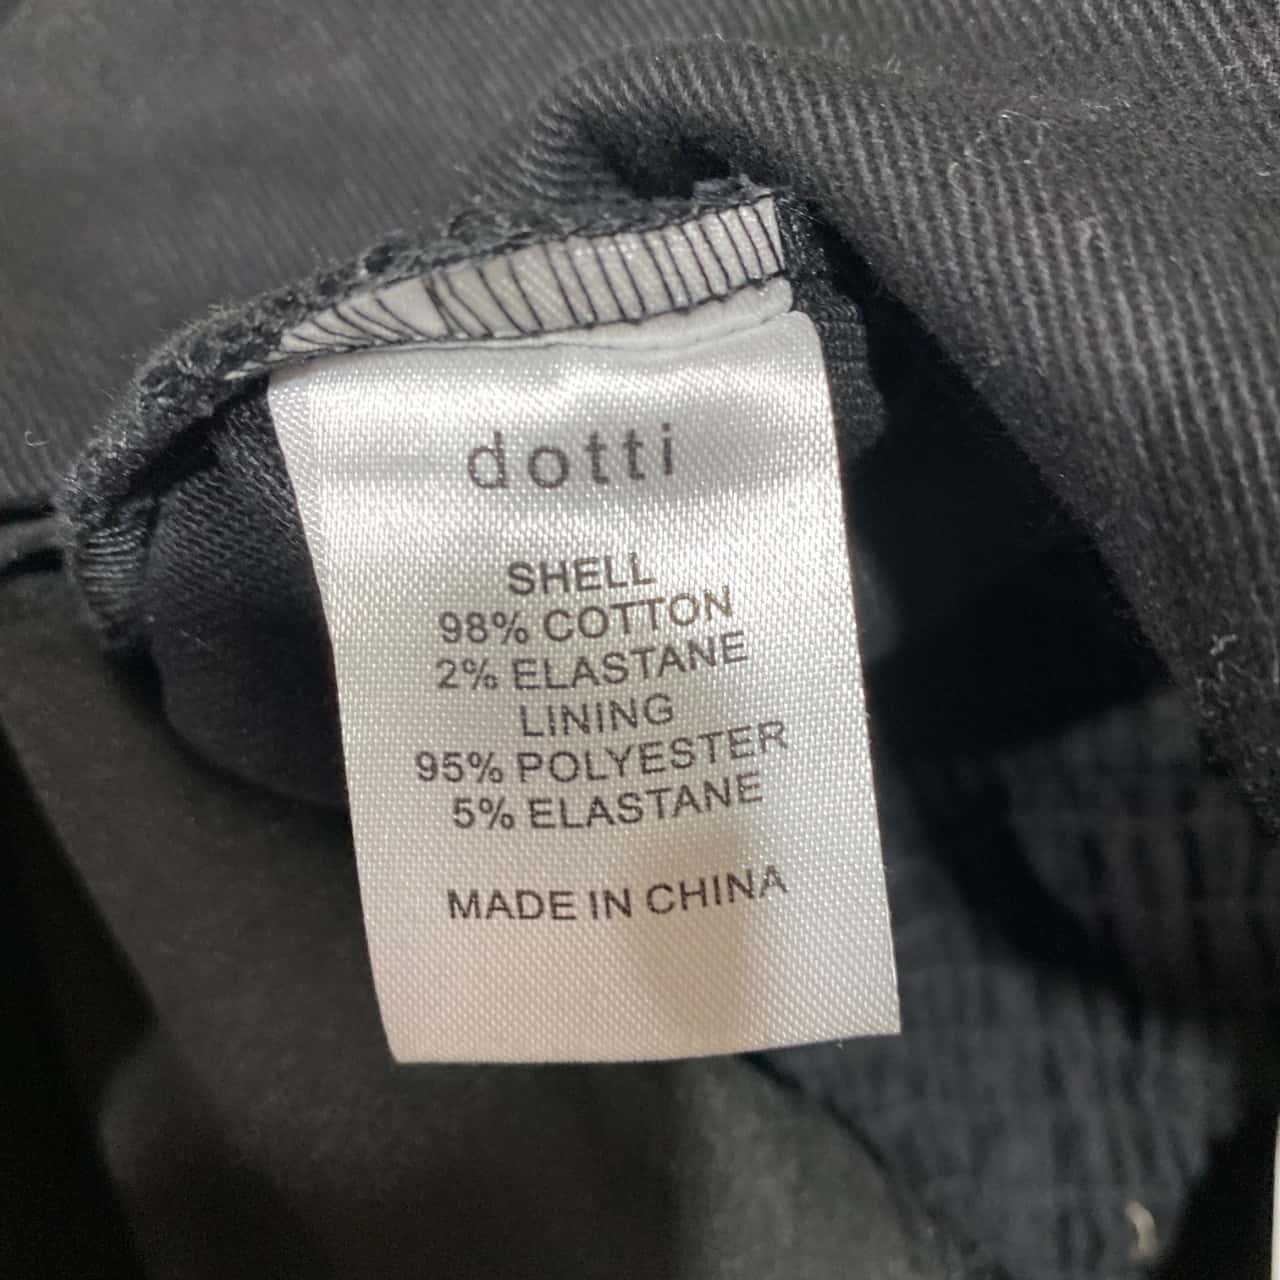 dotti
SHELL
98% COTTON
2% ELASTANE
LINING
95% POLYESTER
5% ELASTANE
MADE IN CHINA